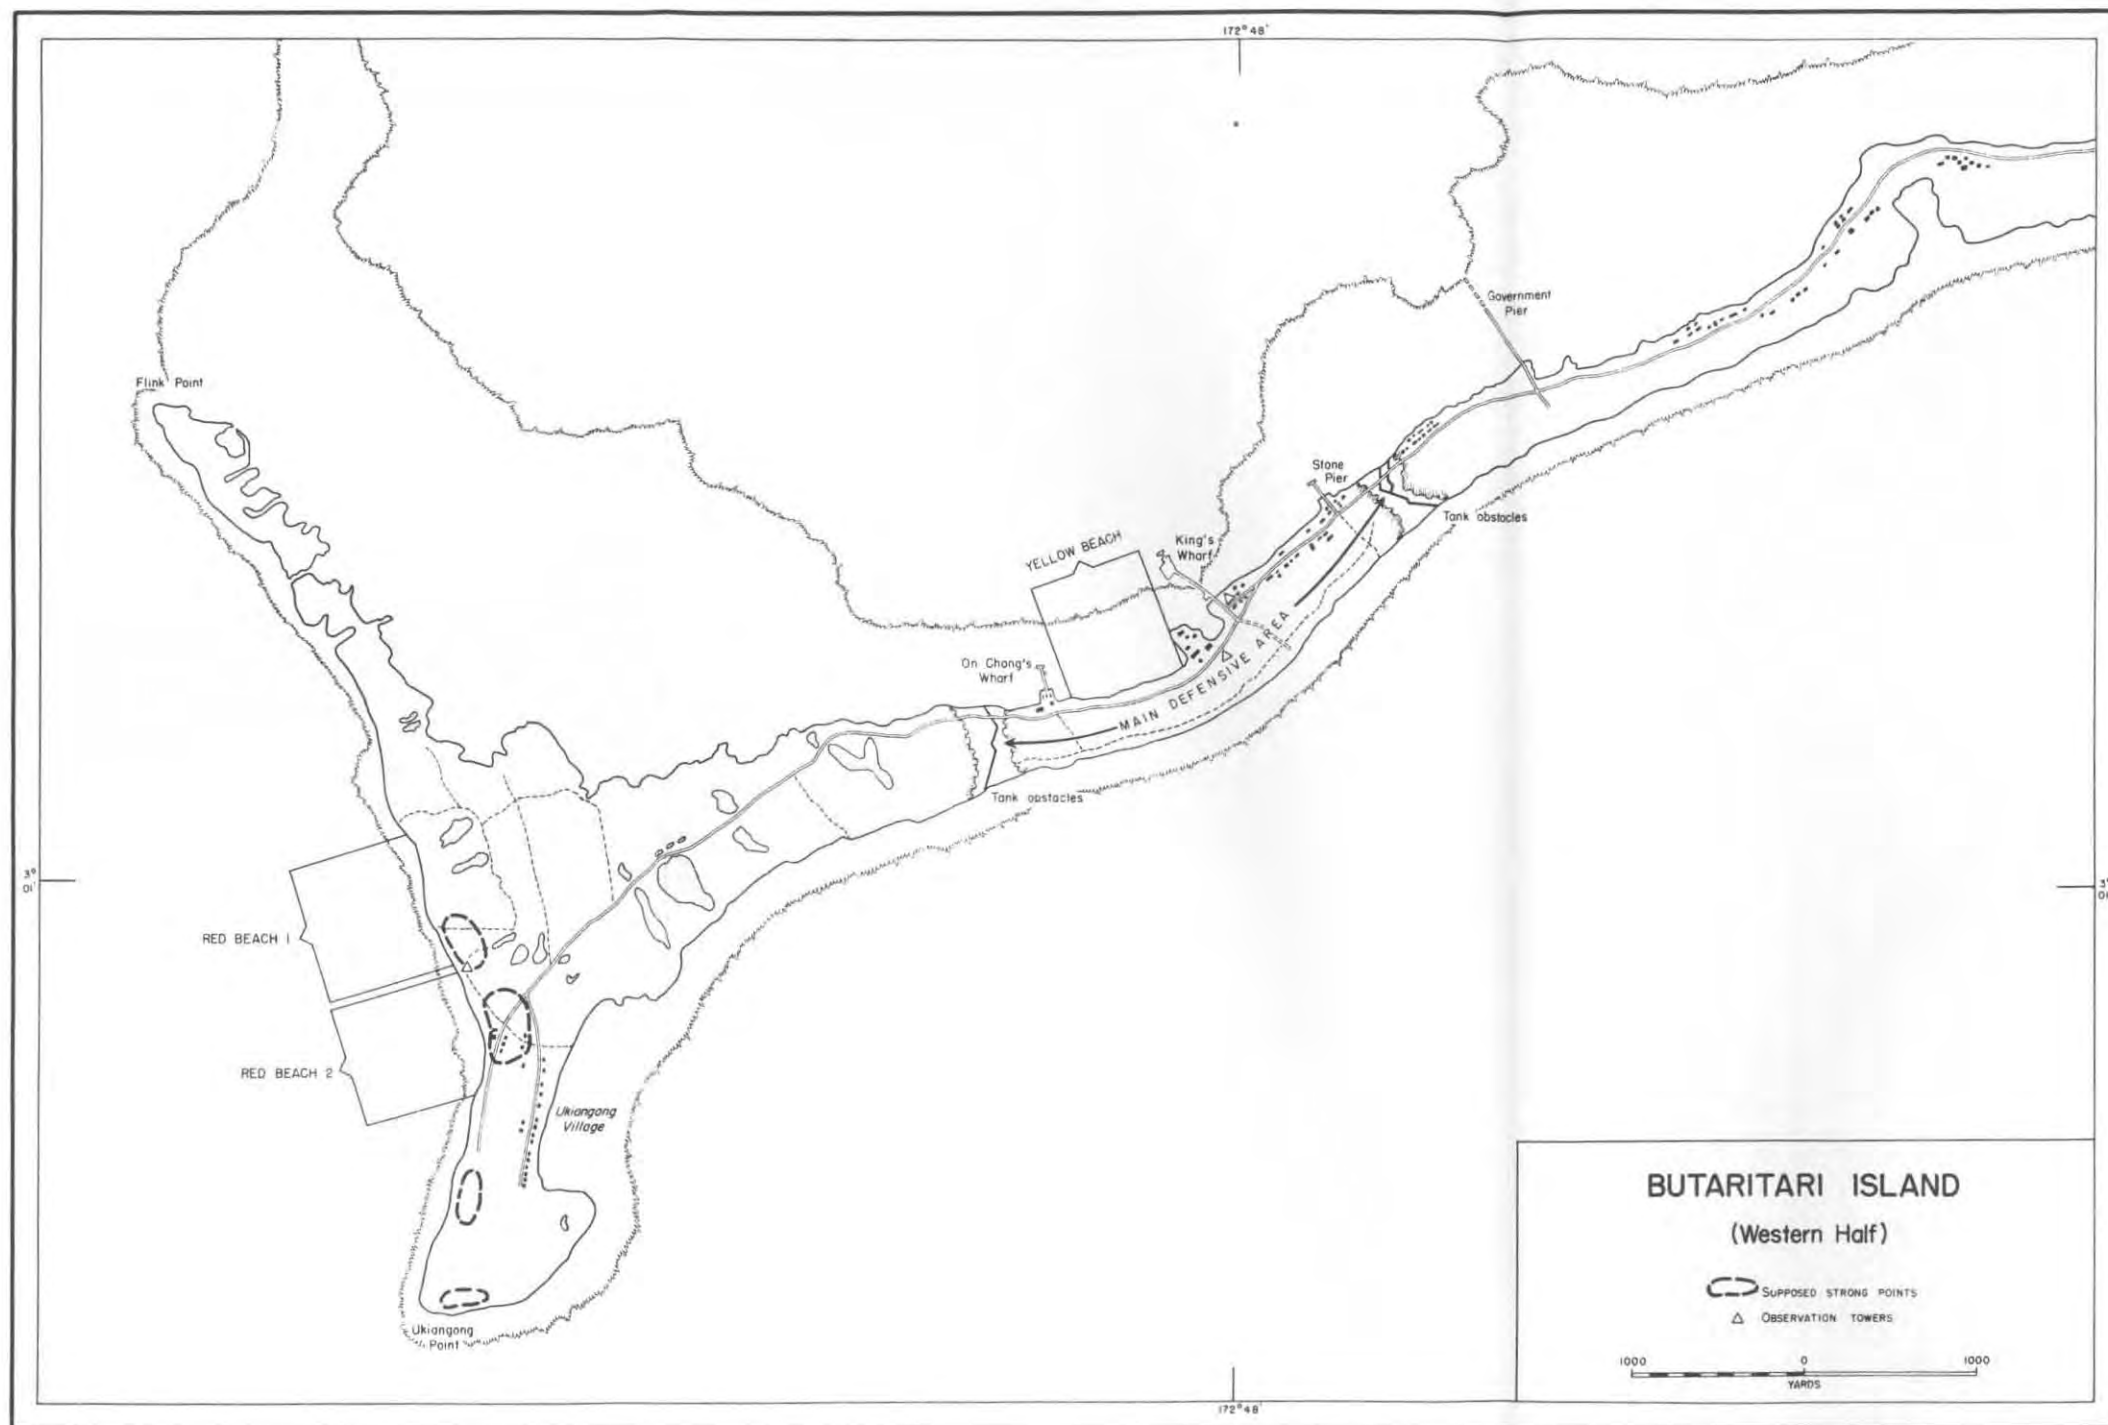 172°48'
Flink Point
Government
Pier
Stone
Pier
Tank obstacles
YELLOW BEACH
King's
Wharf
On Chong's
Wharf
MAIN DEFENSIVE AREA
Tank obstacles
3°
01'
3°
RED BEACH 1
RED BEACH 2
Ukiangong
Village
Ukiangong
Point
BUTARITARI ISLAND
(Western Half)
SUPPOSED STRONG POINTS
OBSERVATION TOWERS
1000 0 1000
YARDS
172°48'